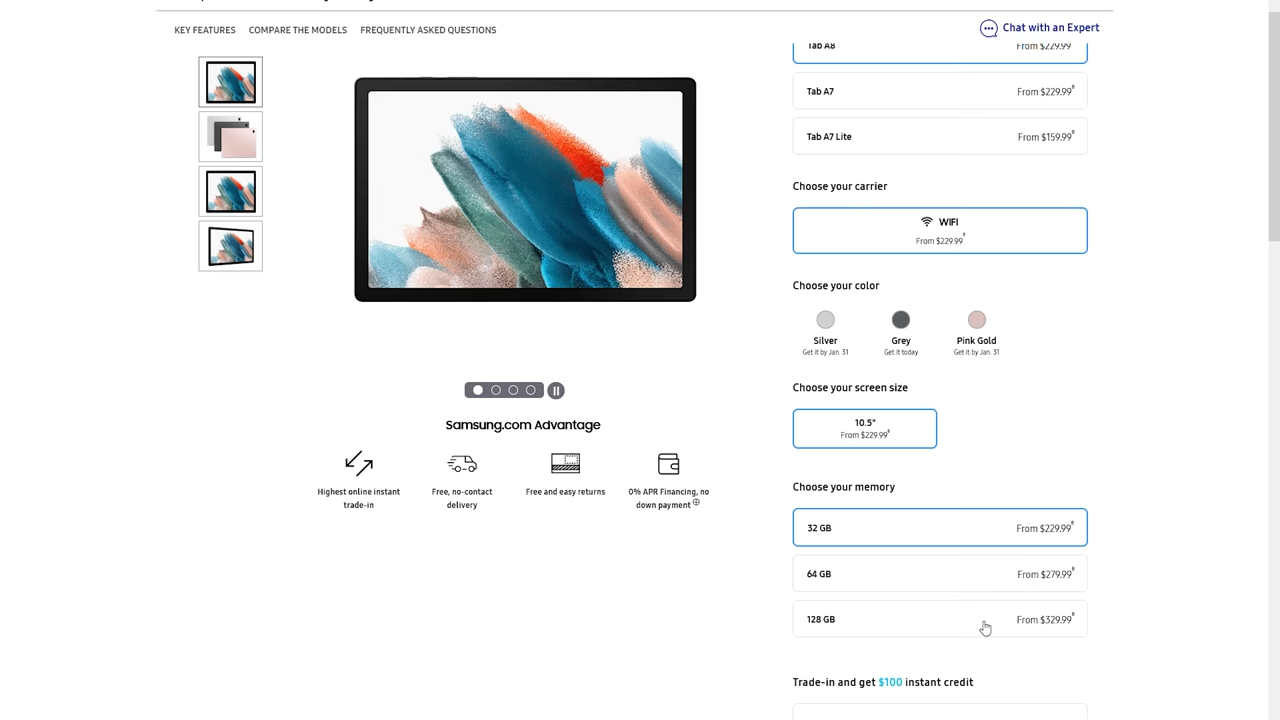 KEY FEATURES COMPARE THE MODELS FREQUENTLY ASKED QUESTIONS
Chat with an Expert
Tab A8 From $229.99
Tab A7 From $229.99
Tab A7 Lite From $159.99
Choose your carrier
WIFI
From $229.99
Choose your color
Silver
Get it by Jan. 31
Grey
Get it today
Pink Gold
Get it by Jan. 31
Choose your screen size
10.5"
From $229.99
Samsung.com Advantage
Highest online instant
trade-in
Free, no-contact
delivery
Free and easy returns
0% APR Financing, no
down payment
Choose your memory
32 GB From $229.99
64 GB From $279.99
128 GB From $329.99
Trade-in and get $100 instant credit